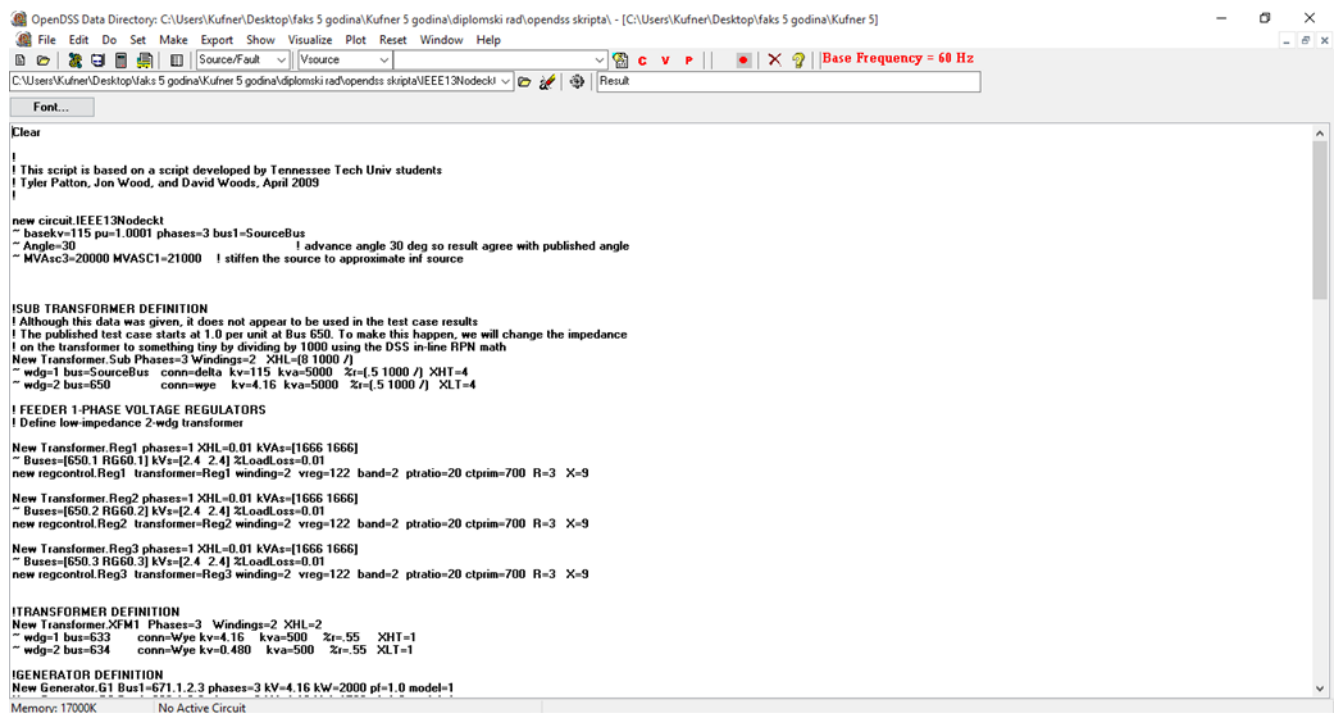 OpenDSS Data Directory: C:\Users\Kufner\Desktop\faks 5 godina\Kufner 5 godina\diplomski rad\opendss skripta\ - [C:\Users\Kufner\Desktop\faks 5 godina\Kufner 5]
File Edit Do Set Make Export Show Visualize Plot Reset Window Help
Source/Fault Vsource C V P Base Frequency = 60 Hz
C:\Users\Kufner\Desktop\faks 5 godina\Kufner 5 godina\diplomski rad\opendss skripta\IEEE13Nodeckt Result
Font...
Clear
!
! This script is based on a script developed by Tennessee Tech Univ students
! Tyler Patton, Jon Wood, and David Woods, April 2009
!
new circuit.IEEE13Nodeckt
~ basekv=115 pu=1.0001 phases=3 bus1=SourceBus
~ Angle=30 ! advance angle 30 deg so result agree with published angle
~ MVAsc3=20000 MVASC1=21000 ! stiffen the source to approximate inf source
!SUB TRANSFORMER DEFINITION
! Although this data was given, it does not appear to be used in the test case results
! The published test case starts at 1.0 per unit at Bus 650. To make this happen, we will change the impedance
! on the transformer to something tiny by dividing by 1000 using the DSS in-line RPN math
New Transformer.Sub Phases=3 Windings=2 XHL=(8 1000 /)
~ wdg=1 bus=SourceBus conn=delta kv=115 kva=5000 %r=(.5 1000 /) XHT=4
~ wdg=2 bus=650 conn=wye kv=4.16 kva=5000 %r=(.5 1000 /) XLT=4
! FEEDER 1-PHASE VOLTAGE REGULATORS
! Define low-impedance 2-wdg transformer
New Transformer.Reg1 phases=1 XHL=0.01 kVAs=[1666 1666]
~ Buses=[650.1 RG60.1] kVs=[2.4 2.4] %LoadLoss=0.01
new regcontrol.Reg1 transformer=Reg1 winding=2 vreg=122 band=2 ptratio=20 ctprim=700 R=3 X=9
New Transformer.Reg2 phases=1 XHL=0.01 kVAs=[1666 1666]
~ Buses=[650.2 RG60.2] kVs=[2.4 2.4] %LoadLoss=0.01
new regcontrol.Reg2 transformer=Reg2 winding=2 vreg=122 band=2 ptratio=20 ctprim=700 R=3 X=9
New Transformer.Reg3 phases=1 XHL=0.01 kVAs=[1666 1666]
~ Buses=[650.3 RG60.3] kVs=[2.4 2.4] %LoadLoss=0.01
new regcontrol.Reg3 transformer=Reg3 winding=2 vreg=122 band=2 ptratio=20 ctprim=700 R=3 X=9
!TRANSFORMER DEFINITION
New Transformer.XFM1 Phases=3 Windings=2 XHL=2
~ wdg=1 bus=633 conn=Wye kv=4.16 kva=500 %r=.55 XHT=1
~ wdg=2 bus=634 conn=Wye kv=0.480 kva=500 %r=.55 XLT=1
!GENERATOR DEFINITION
New Generator.G1 Bus1=671.1.2.3 phases=3 kV=4.16 kW=2000 pf=1.0 model=1
Memory: 17000K No Active Circuit